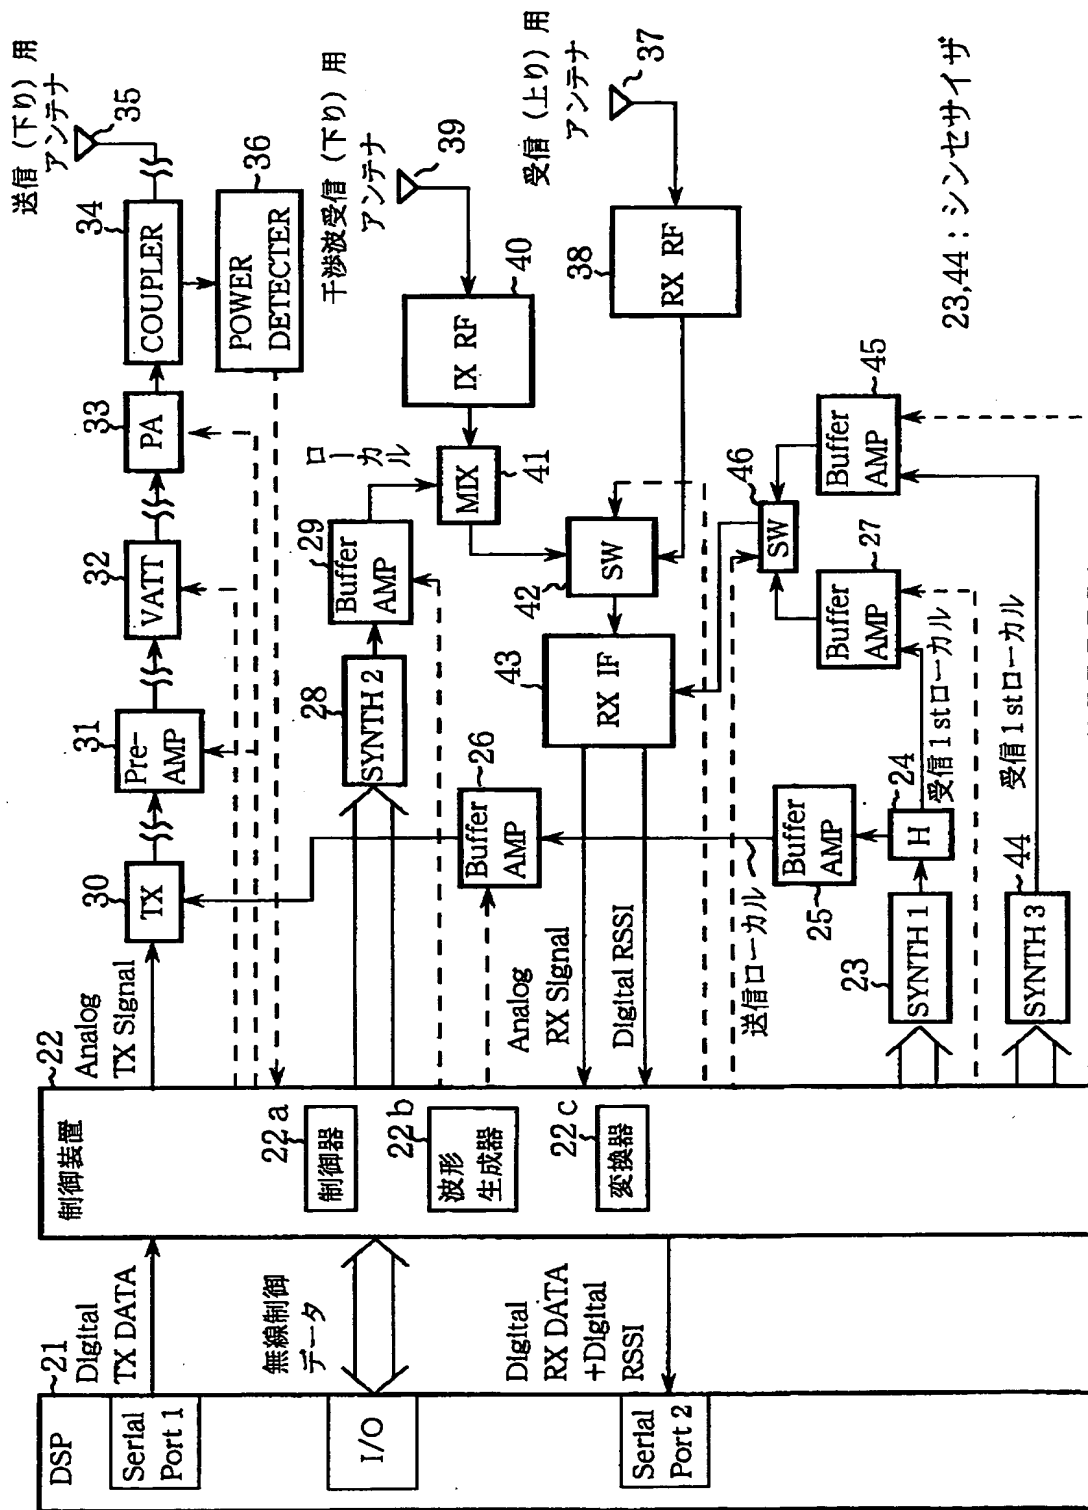 DSP
21
Serial
Port 1
I/O
Serial
Port 2
Digital
TX DATA
無線制御
データ
Digital
RX DATA
+Digital
RSSI
制御装置
22
22a
制御器
22b
波形
生成器
22c
変換器
Analog
TX Signal
30
TX
31
Pre-
AMP
32
VATT
33
PA
34
COUPLER
送信（下り）用
アンテナ
35
36
POWER
DETECTER
28
SYNTH 2
29
Buffer
AMP
ローカル
干渉波受信（下り）用
アンテナ
39
40
IX RF
MIX
41
26
Buffer
AMP
42
SW
43
RX IF
受信（上り）用
アンテナ
37
38
RX RF
Analog
RX Signal
Digital RSSI
送信ローカル
25
Buffer
AMP
23
SYNTH 1
24
H
受信1stローカル
27
Buffer
AMP
46
SW
45
Buffer
AMP
44
SYNTH 3
受信1stローカル
23,44 : シンセサイザ